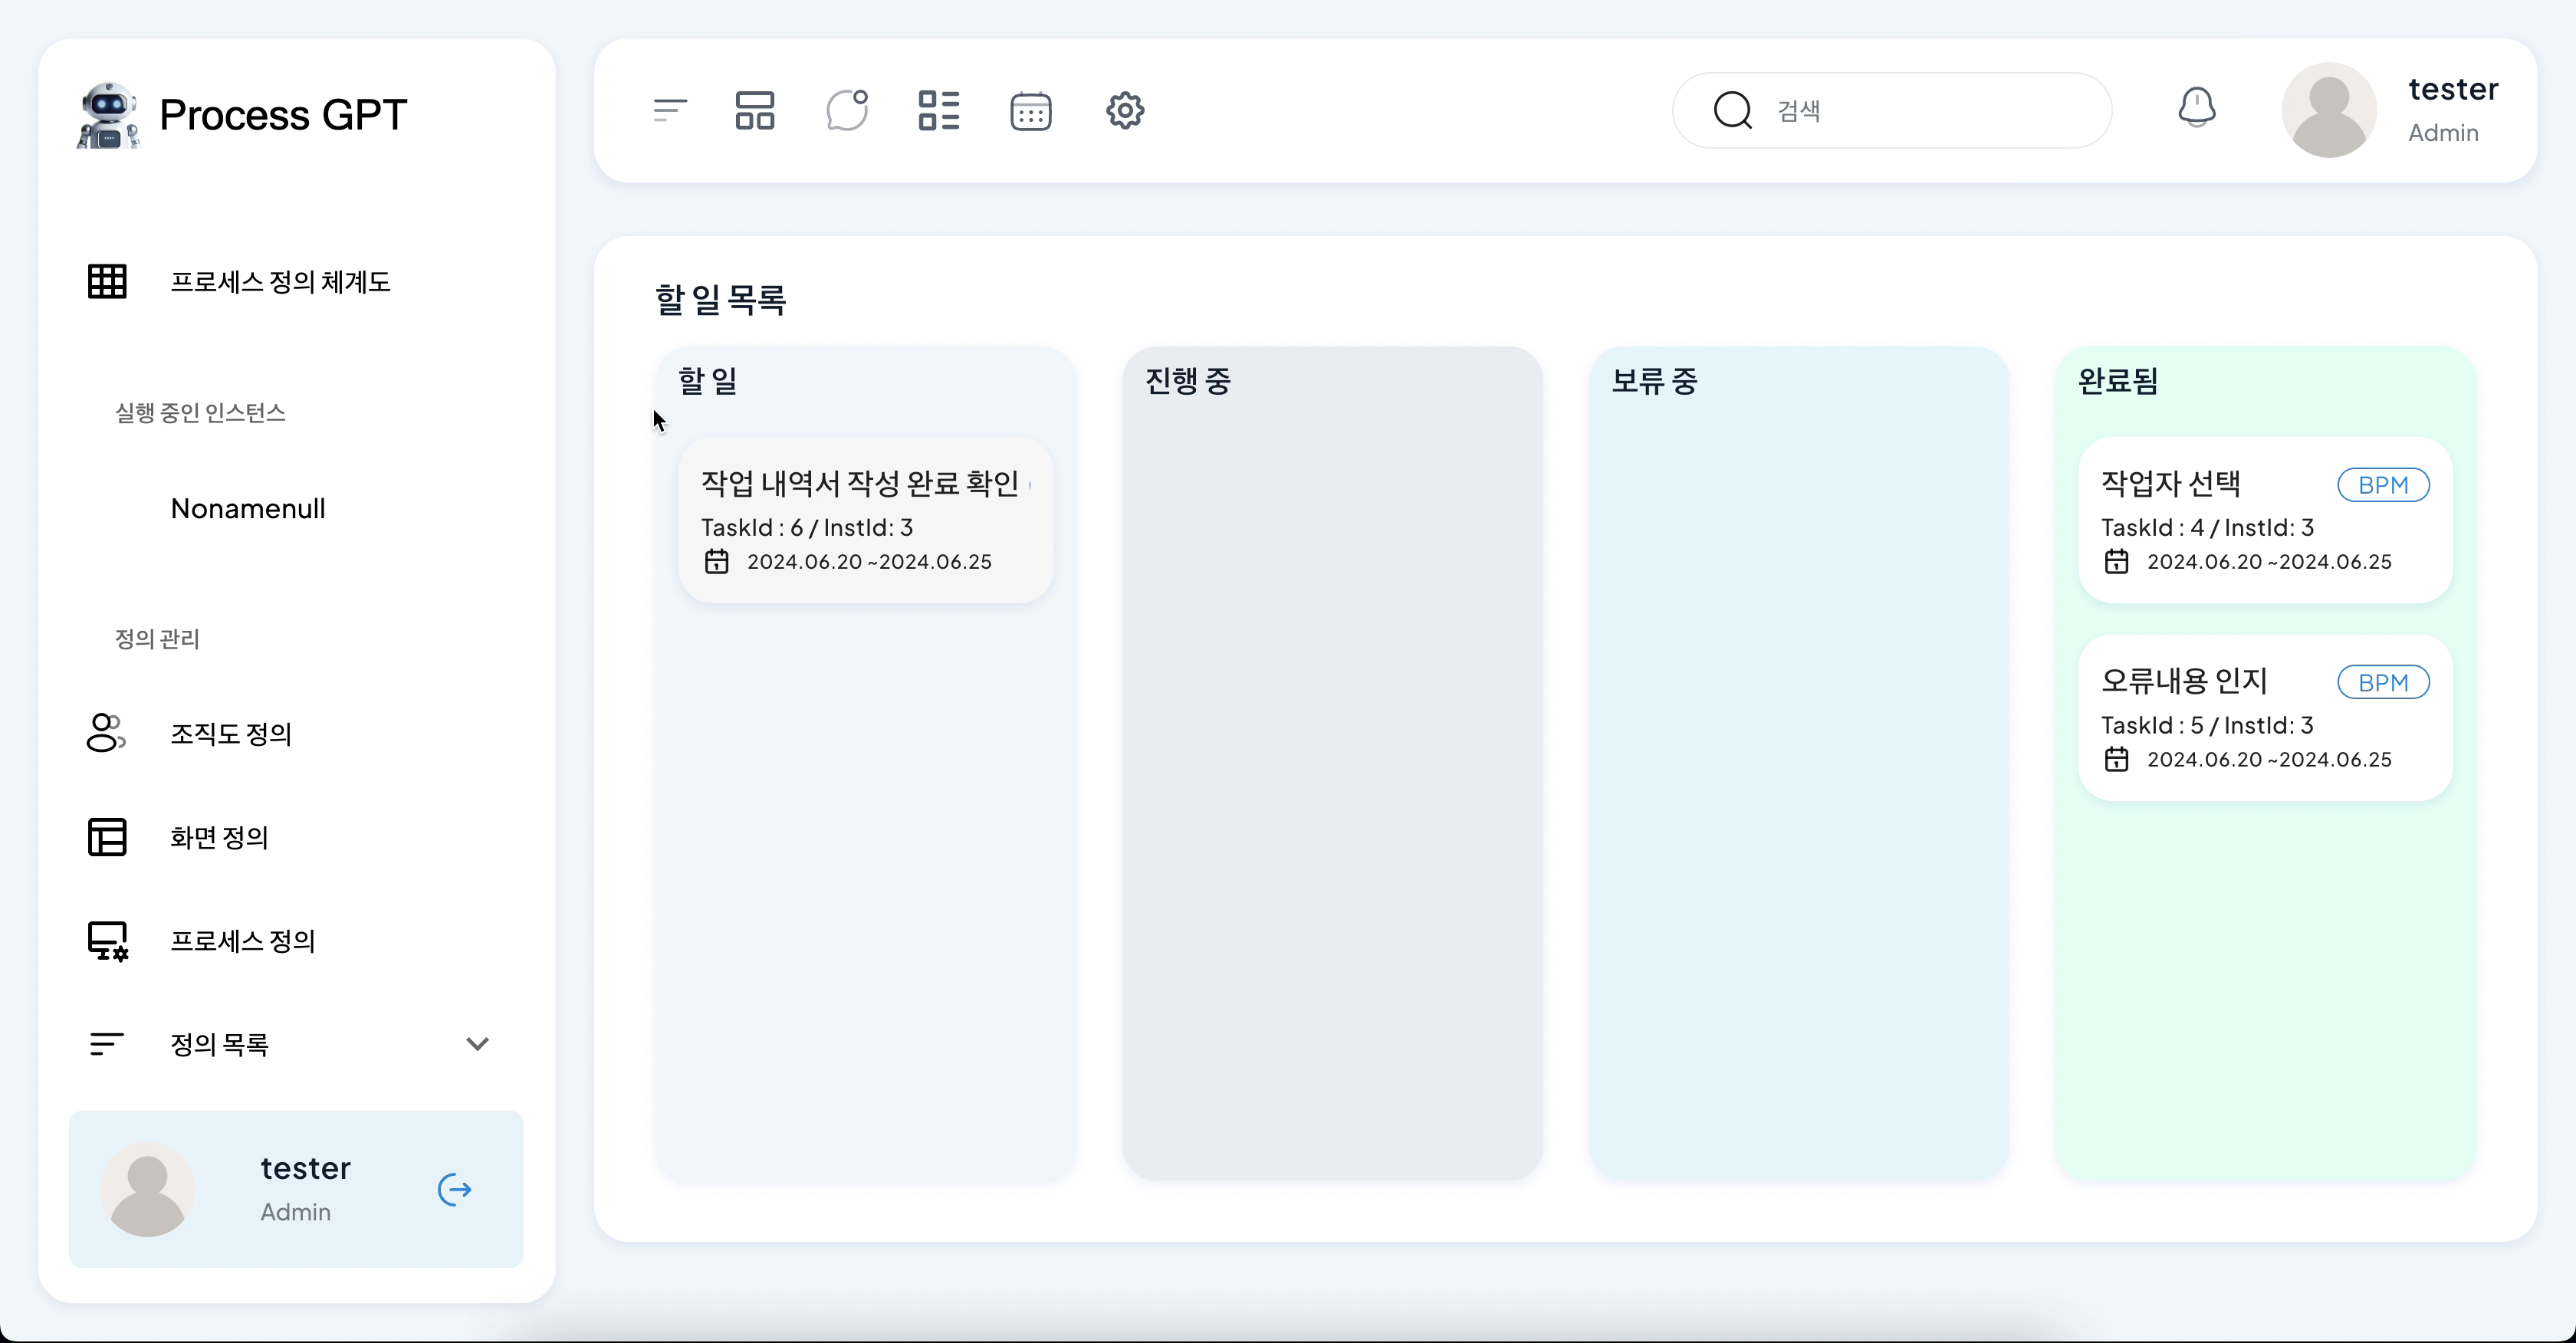 Process GPT
프로세스 정의 체계도
실행 중인 인스턴스
Nonamenull
정의 관리
조직도 정의
화면 정의
프로세스 정의
정의 목록
tester
Admin
검색
tester
Admin
할 일 목록
할 일
작업 내역서 작성 완료 확인
TaskId : 6 / InstId: 3
2024.06.20 ~2024.06.25
진행 중
보류 중
완료됨
작업자 선택 BPM
TaskId : 4 / InstId: 3
2024.06.20 ~2024.06.25
오류내용 인지 BPM
TaskId : 5 / InstId: 3
2024.06.20 ~2024.06.25